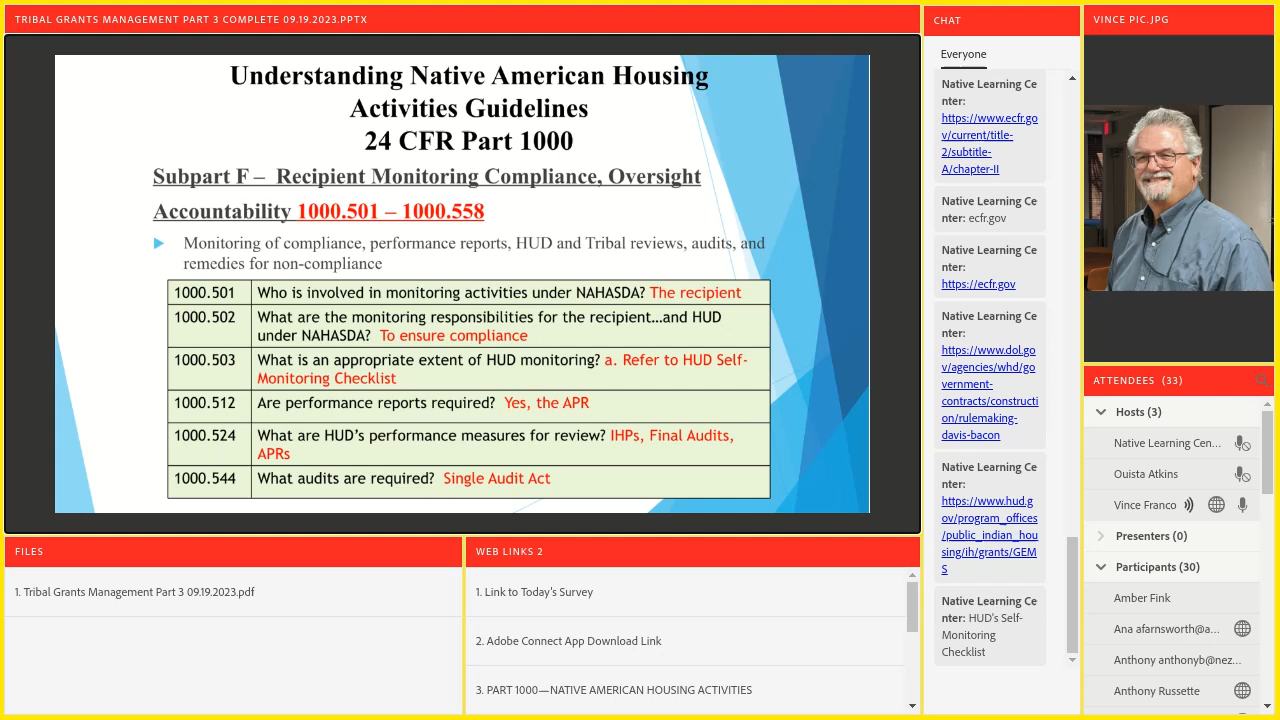 TRIBAL GRANTS MANAGEMENT PART 3 COMPLETE 09.19.2023.PPTX
Understanding Native American Housing
Activities Guidelines
24 CFR Part 1000
Subpart F – Recipient Monitoring Compliance, Oversight
Accountability 1000.501 – 1000.558
Monitoring of compliance, performance reports, HUD and Tribal reviews, audits, and
remedies for non-compliance
1000.501 Who is involved in monitoring activities under NAHASDA? The recipient
1000.502 What are the monitoring responsibilities for the recipient…and HUD
under NAHASDA? To ensure compliance
1000.503 What is an appropriate extent of HUD monitoring? a. Refer to HUD Self-
Monitoring Checklist
1000.512 Are performance reports required? Yes, the APR
1000.524 What are HUD's performance measures for review? IHPs, Final Audits,
APRs
1000.544 What audits are required? Single Audit Act
FILES
1. Tribal Grants Management Part 3 09.19.2023.pdf
WEB LINKS 2
1. Link to Today's Survey
2. Adobe Connect App Download Link
3. PART 1000—NATIVE AMERICAN HOUSING ACTIVITIES
CHAT
Everyone
Native Learning Ce
nter:
https://www.ecfr.go
v/current/title-
2/subtitle-
A/chapter-II
Native Learning Ce
nter: ecfr.gov
Native Learning Ce
nter:
https://ecfr.gov
Native Learning Ce
nter:
https://www.dol.go
v/agencies/whd/go
vernment-
contracts/constructi
on/rulemaking-
davis-bacon
Native Learning Ce
nter:
https://www.hud.g
ov/program_offices
/public_indian_hou
sing/ih/grants/GEM
S
Native Learning Ce
nter: HUD's Self-
Monitoring
Checklist
VINCE PIC.JPG
ATTENDEES (33)
Hosts (3)
Native Learning Cen...
Ouista Atkins
Vince Franco
Presenters (0)
Participants (30)
Amber Fink
Ana afarnsworth@a...
Anthony anthonyb@nez...
Anthony Russette